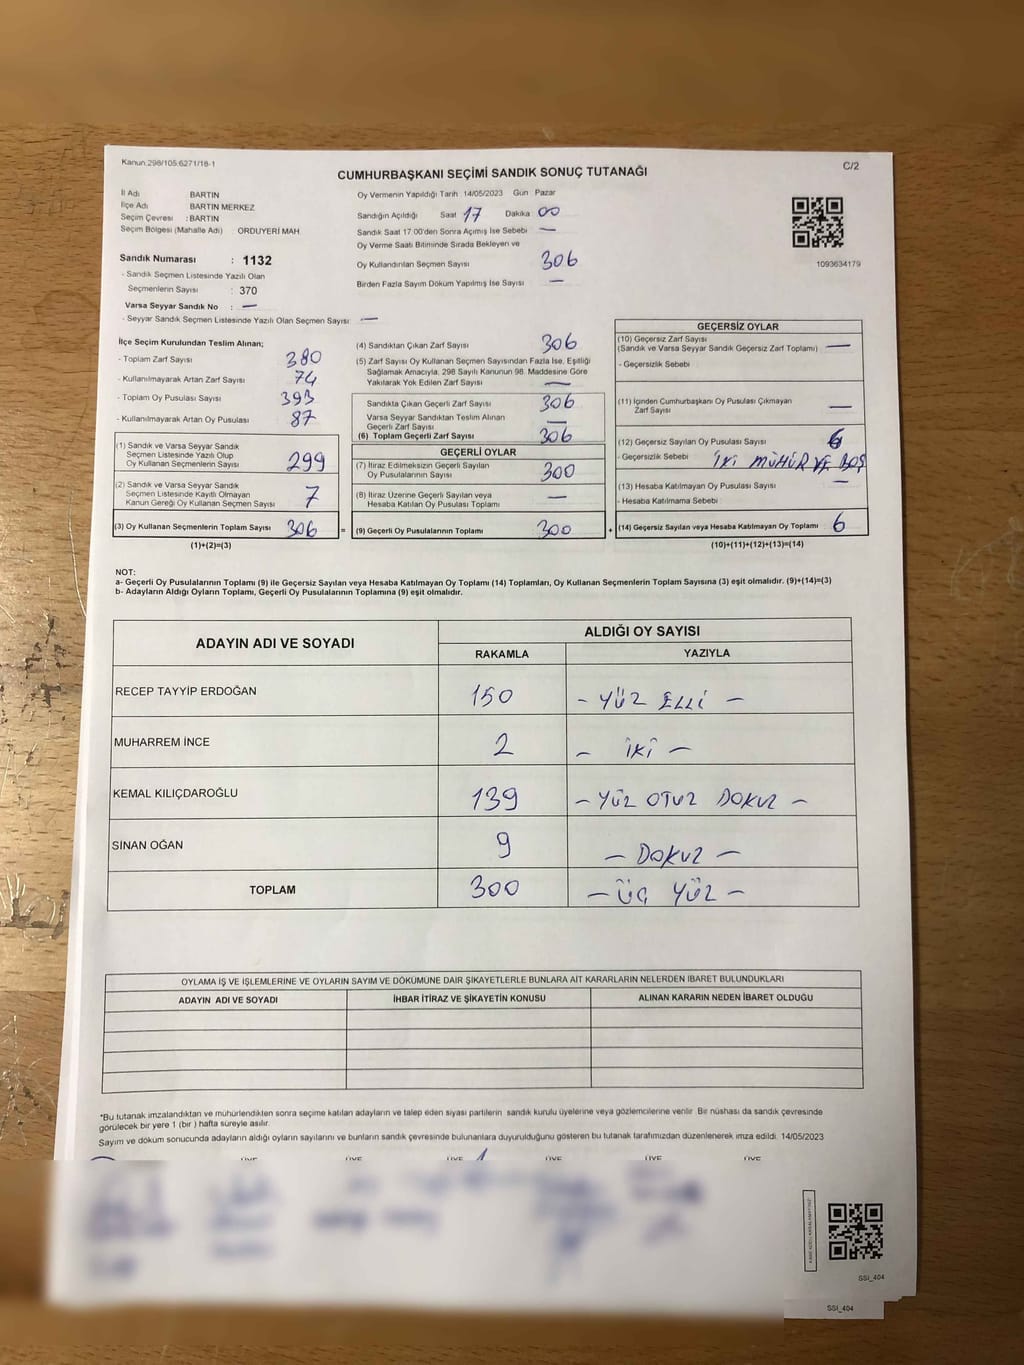 Kanun:298/105;6271/18-1
CUMHURBAŞKANI SEÇİMİ SANDIK SONUÇ TUTANAĞI
C/2
İl Adı BARTIN
İlçe Adı BARTIN MERKEZ
Seçim Çevresi : BARTIN
Seçim Bölgesi (Mahalle Adı) : ORDUYERİ MAH
Sandık Numarası : 1132
- Sandık Seçmen Listesinde Yazılı Olan
Seçmenlerin Sayısı : 370
Varsa Seyyar Sandık No : —
- Seyyar Sandık Seçmen Listesinde Yazılı Olan Seçmen Sayısı : —
Oy Vermenin Yapıldığı Tarih 14/05/2023 Gün Pazar
Sandığın Açıldığı Saat 17 Dakika 00
Sandık Saat 17.00'den Sonra Açılmış İse Sebebi —
Oy Verme Saati Bitiminde Sırada Bekleyen ve
Oy Kullandırılan Seçmen Sayısı 306
Birden Fazla Sayım Döküm Yapılmış İse Sayısı —
1093634179
İlçe Seçim Kurulundan Teslim Alınan;
- Toplam Zarf Sayısı 380
- Kullanılmayarak Artan Zarf Sayısı 74
- Toplam Oy Pusulası Sayısı 393
- Kullanılmayarak Artan Oy Pusulası 87
(1) Sandık ve Varsa Seyyar Sandık
Seçmen Listesinde Yazılı Olup
Oy Kullanan Seçmenlerin Sayısı 299
(2) Sandık ve Varsa Seyyar Sandık
Seçmen Listesinde Kayıtlı Olmayan
Kanun Gereği Oy Kullanan Seçmen Sayısı 7
(3) Oy Kullanan Seçmenlerin Toplam Sayısı 306 =
(1)+(2)=(3)
(4) Sandıktan Çıkan Zarf Sayısı 306
(5) Zarf Sayısı Oy Kullanan Seçmen Sayısından Fazla İse, Eşitliği
Sağlamak Amacıyla, 298 Sayılı Kanunun 98. Maddesine Göre
Yakılarak Yok Edilen Zarf Sayısı —
Sandıkta Çıkan Geçerli Zarf Sayısı 306
Varsa Seyyar Sandıktan Teslim Alınan
Geçerli Zarf Sayısı —
(6) Toplam Geçerli Zarf Sayısı 306
GEÇERLİ OYLAR
(7) İtiraz Edilmeksizin Geçerli Sayılan
Oy Pusulasının Sayısı 300
(8) İtiraz Üzerine Geçerli Sayılan veya
Hesaba Katılan Oy Pusulası Toplamı —
(9) Geçerli Oy Pusulalarının Toplamı 300 +
GEÇERSİZ OYLAR
(10) Geçersiz Zarf Sayısı
(Sandık ve Varsa Seyyar Sandık Geçersiz Zarf Toplamı) —
- Geçersizlik Sebebi
(11) İçinden Cumhurbaşkanı Oy Pusulası Çıkmayan
Zarf Sayısı —
(12) Geçersiz Sayılan Oy Pusulası Sayısı 6
- Geçersizlik Sebebi İKİ MÜHÜR VE BOŞ
(13) Hesaba Katılmayan Oy Pusulası Sayısı —
- Hesaba Katılmama Sebebi
(14) Geçersiz Sayılan veya Hesaba Katılmayan Oy Toplamı 6
(10)+(11)+(12)+(13)=(14)
NOT:
a- Geçerli Oy Pusulalarının Toplamı (9) ile Geçersiz Sayılan veya Hesaba Katılmayan Oy Toplamı (14) Toplamları, Oy Kullanan Seçmenlerin Toplam Sayısına (3) eşit olmalıdır. (9)+(14)=(3)
b- Adayların Aldığı Oyların Toplamı, Geçerli Oy Pusulalarının Toplamına (9) eşit olmalıdır.
ADAYIN ADI VE SOYADI ALDIĞI OY SAYISI
RAKAMLA YAZIYLA
RECEP TAYYİP ERDOĞAN 150 - YÜZ ELLİ -
MUHARREM İNCE 2 - İKİ -
KEMAL KILIÇDAROĞLU 139 - YÜZ OTUZ DOKUZ -
SİNAN OĞAN 9 - DOKUZ -
TOPLAM 300 - ÜÇ YÜZ -
OYLAMA İŞ VE İŞLEMLERİNE VE OYLARIN SAYIM VE DÖKÜMÜNE DAİR ŞİKAYETLERLE BUNLARA AİT KARARLARIN NELERDEN İBARET BULUNDUKLARI
ADAYIN ADI VE SOYADI İHBAR İTİRAZ VE ŞİKAYETİN KONUSU ALINAN KARARIN NEDEN İBARET OLDUĞU
*Bu tutanak imzalandıktan ve mühürlendikten sonra seçime katılan adayların ve talep eden siyasi partilerin sandık kurulu üyelerine veya gözlemcilerine verilir. Bir nüshası da sandık çevresinde
görülecek bir yere 1 (bir ) hafta süreyle asılır.
Sayım ve döküm sonucunda adayların aldığı oyların sayılarını ve bunların sandık çevresinde bulunanlara duyurulduğunu gösteren bu tutanak tarafımızdan düzenlenerek imza edildi. 14/05/2023
ÜYE ÜYE ÜYE ÜYE ÜYE ÜYE
SSI_404
SSI_404